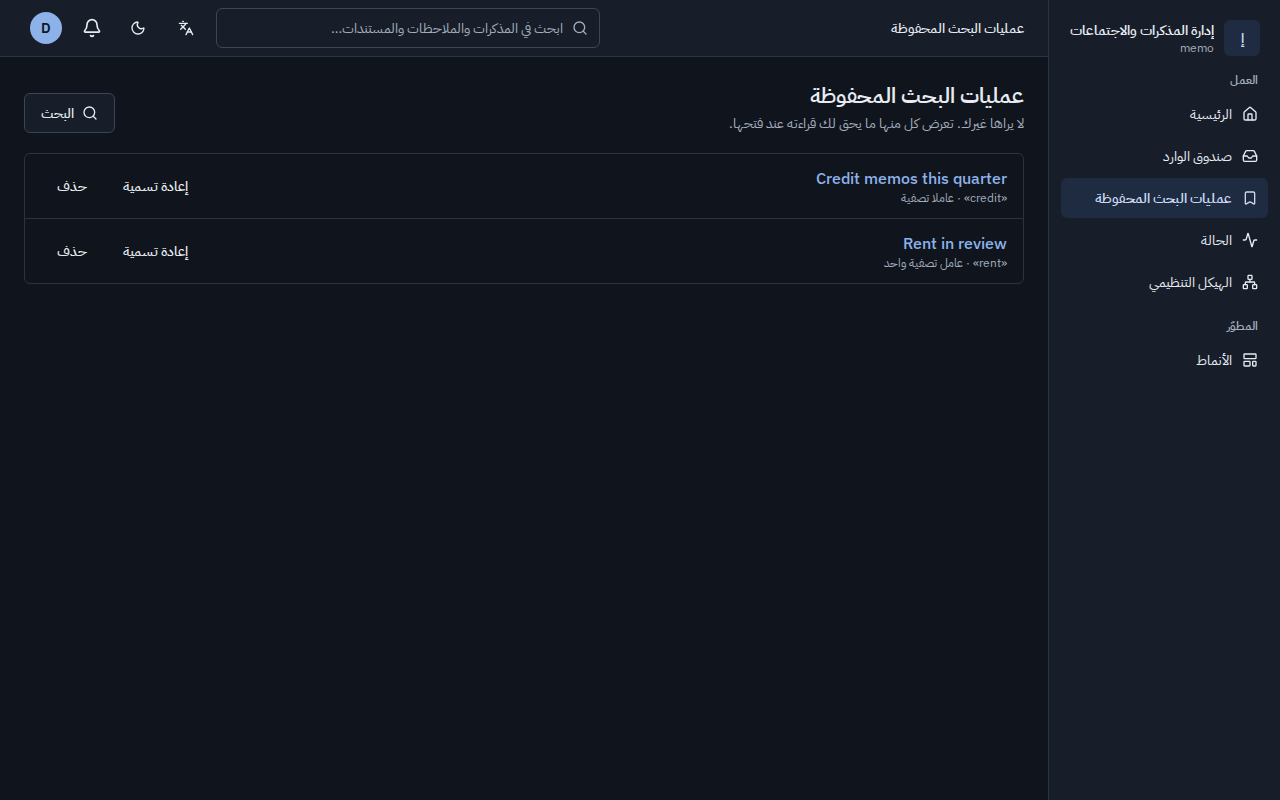 إ
إدارة المذكرات والاجتماعات
memo
العمل
الرئيسية
صندوق الوارد
عمليات البحث المحفوظة
الحالة
الهيكل التنظيمي
المطوّر
الأنماط
عمليات البحث المحفوظة
ابحث في المذكرات والملاحظات والمستندات...
D
عمليات البحث المحفوظة
لا يراها غيرك. تعرض كل منها ما يحق لك قراءته عند فتحها.
البحث
Credit memos this quarter
«credit» · عاملا تصفية
إعادة تسمية
حذف
Rent in review
«rent» · عامل تصفية واحد
إعادة تسمية
حذف